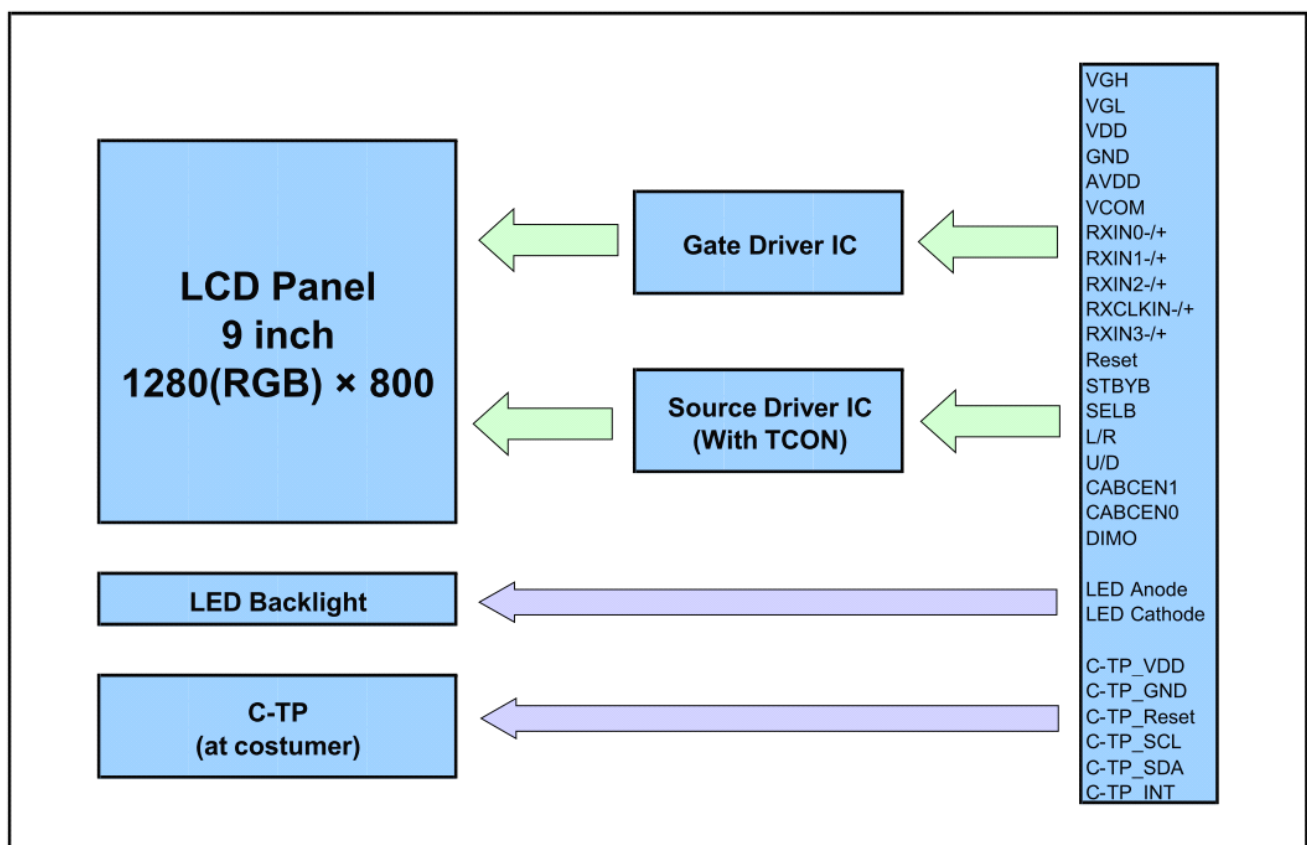 LCD Panel
9 inch
1280(RGB) × 800
Gate Driver IC
Source Driver IC
(With TCON)
LED Backlight
C-TP
(at costumer)
VGH
VGL
VDD
GND
AVDD
VCOM
RXIN0-/+
RXIN1-/+
RXIN2-/+
RXCLKIN-/+
RXIN3-/+
Reset
STBYB
SELB
L/R
U/D
CABCEN1
CABCEN0
DIMO
LED Anode
LED Cathode
C-TP_VDD
C-TP_GND
C-TP_Reset
C-TP_SCL
C-TP_SDA
C-TP_INT